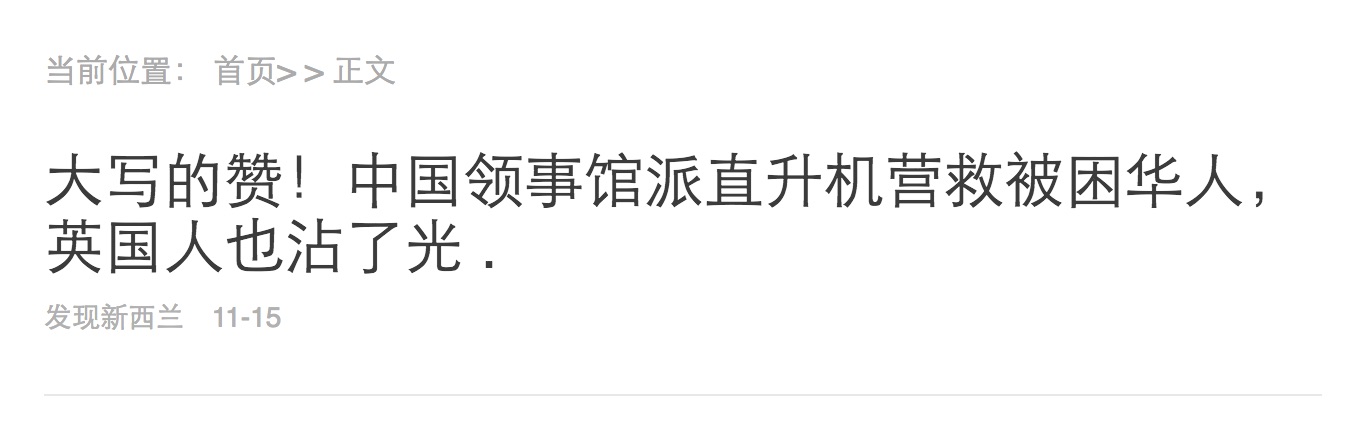 当前位置： 首页>> 正文
大写的赞！中国领事馆派直升机营救被困华人，
英国人也沾了光 .
发现新西兰 11-15